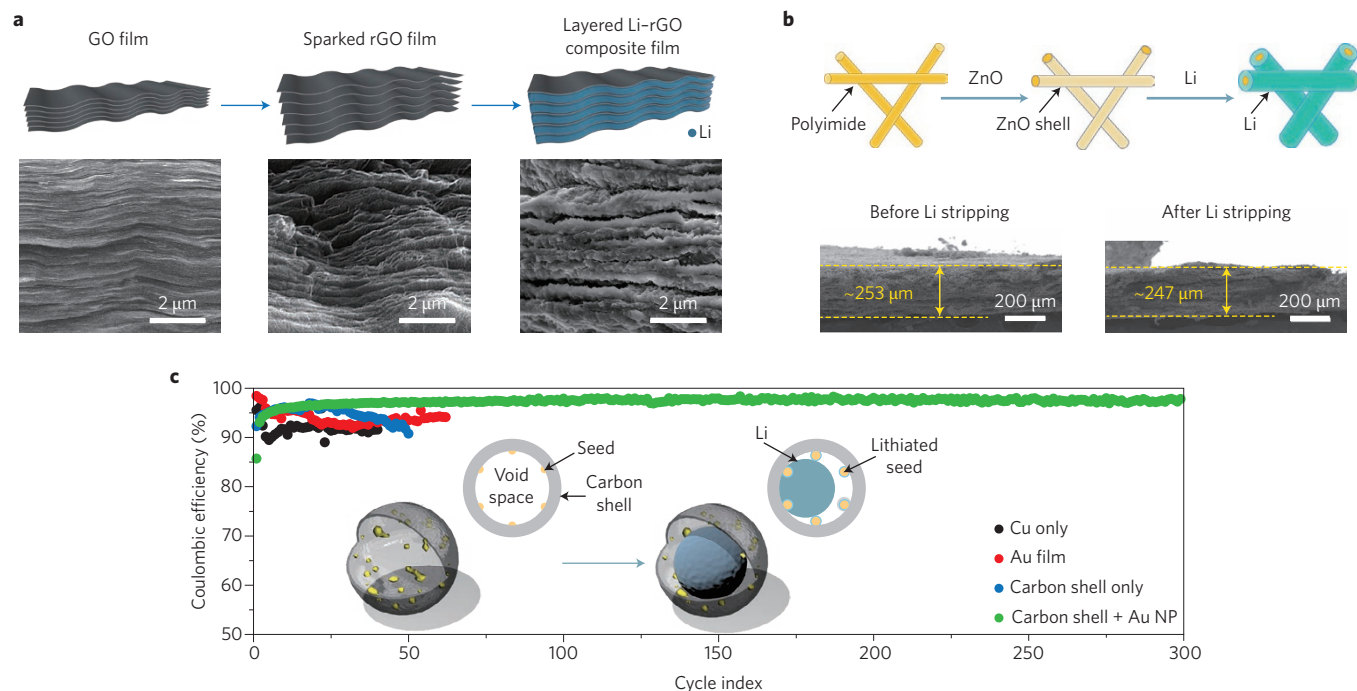 a
GO film
Sparked rGO film
Layered Li–rGO
composite film
Li
2 μm
2 μm
2 μm
b
ZnO
Li
Polyimide
ZnO shell
Li
Before Li stripping
After Li stripping
~253 μm
200 μm
~247 μm
200 μm
c
Coulombic efficiency (%)
100
90
80
70
60
50
0
50
100
150
200
250
300
Cycle index
Void
space
Seed
Carbon
shell
Li
Lithiated
seed
Cu only
Au film
Carbon shell only
Carbon shell + Au NP